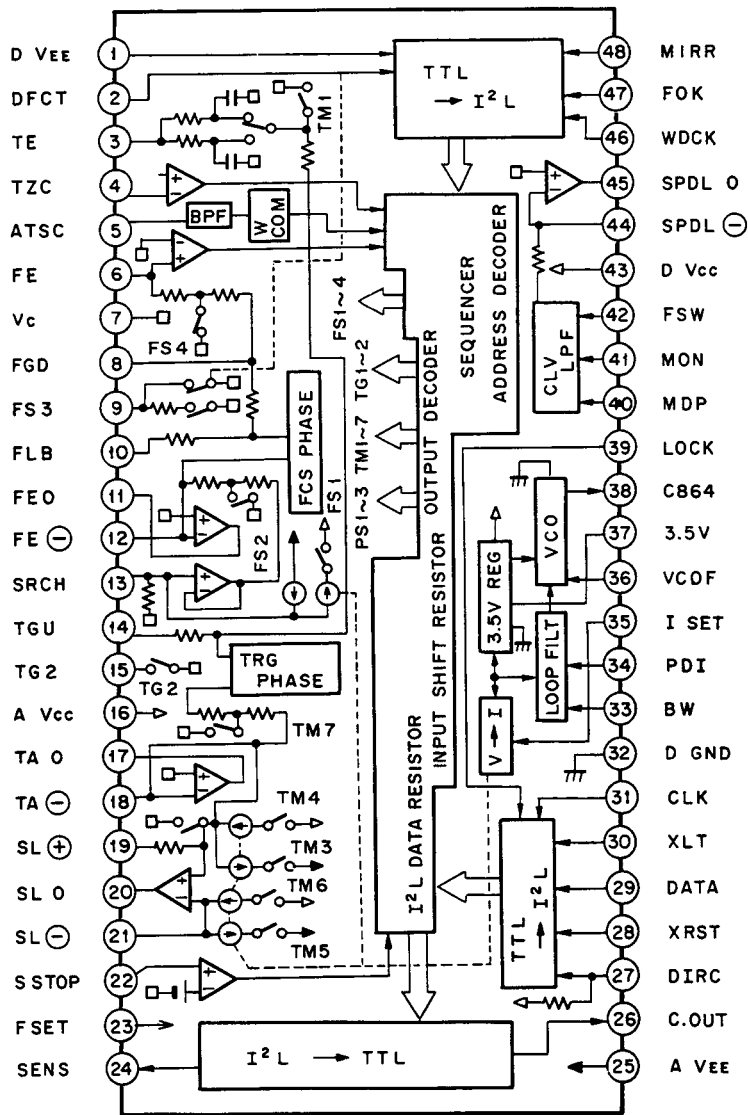 D VEE 1
DFCT 2
TE 3
TZC 4
ATSC 5
FE 6
Vc 7
FGD 8
FS3 9
FLB 10
FEO 11
FE ⊖ 12
SRCH 13
TGU 14
TG2 15
A Vcc 16
TA O 17
TA ⊖ 18
SL ⊕ 19
SL O 20
SL ⊖ 21
SSTOP 22
FSET 23
SENS 24
48 MIRR
47 FOK
46 WDCK
45 SPDL O
44 SPDL ⊖
43 D Vcc
42 FSW
41 MON
40 MDP
39 LOCK
38 C864
37 3.5V
36 VCOF
35 I SET
34 PDI
33 BW
32 D GND
31 CLK
30 XLT
29 DATA
28 XRST
27 DIRC
26 C.OUT
25 A VEE
TTL
→ I²L
TM1
BPF
W COM
FS4
FS1~4
TG1~2
TM1~7
PS1~3
OUTPUT DECODER
SEQUENCER
ADDRESS DECODER
I²L DATA RESISTOR
INPUT SHIFT RESISTOR
FCS PHASE
FS1
FS2
TG2
TRG
PHASE
TM7
TM4
TM3
TM6
TM5
CLV
LPF
VCO
3.5V REG
LOOP FILT
V → I
TTL
→ I²L
I²L → TTL
+
−
−
+
−
+
−
+
+
−
−
+
+
−
+
−
+
−